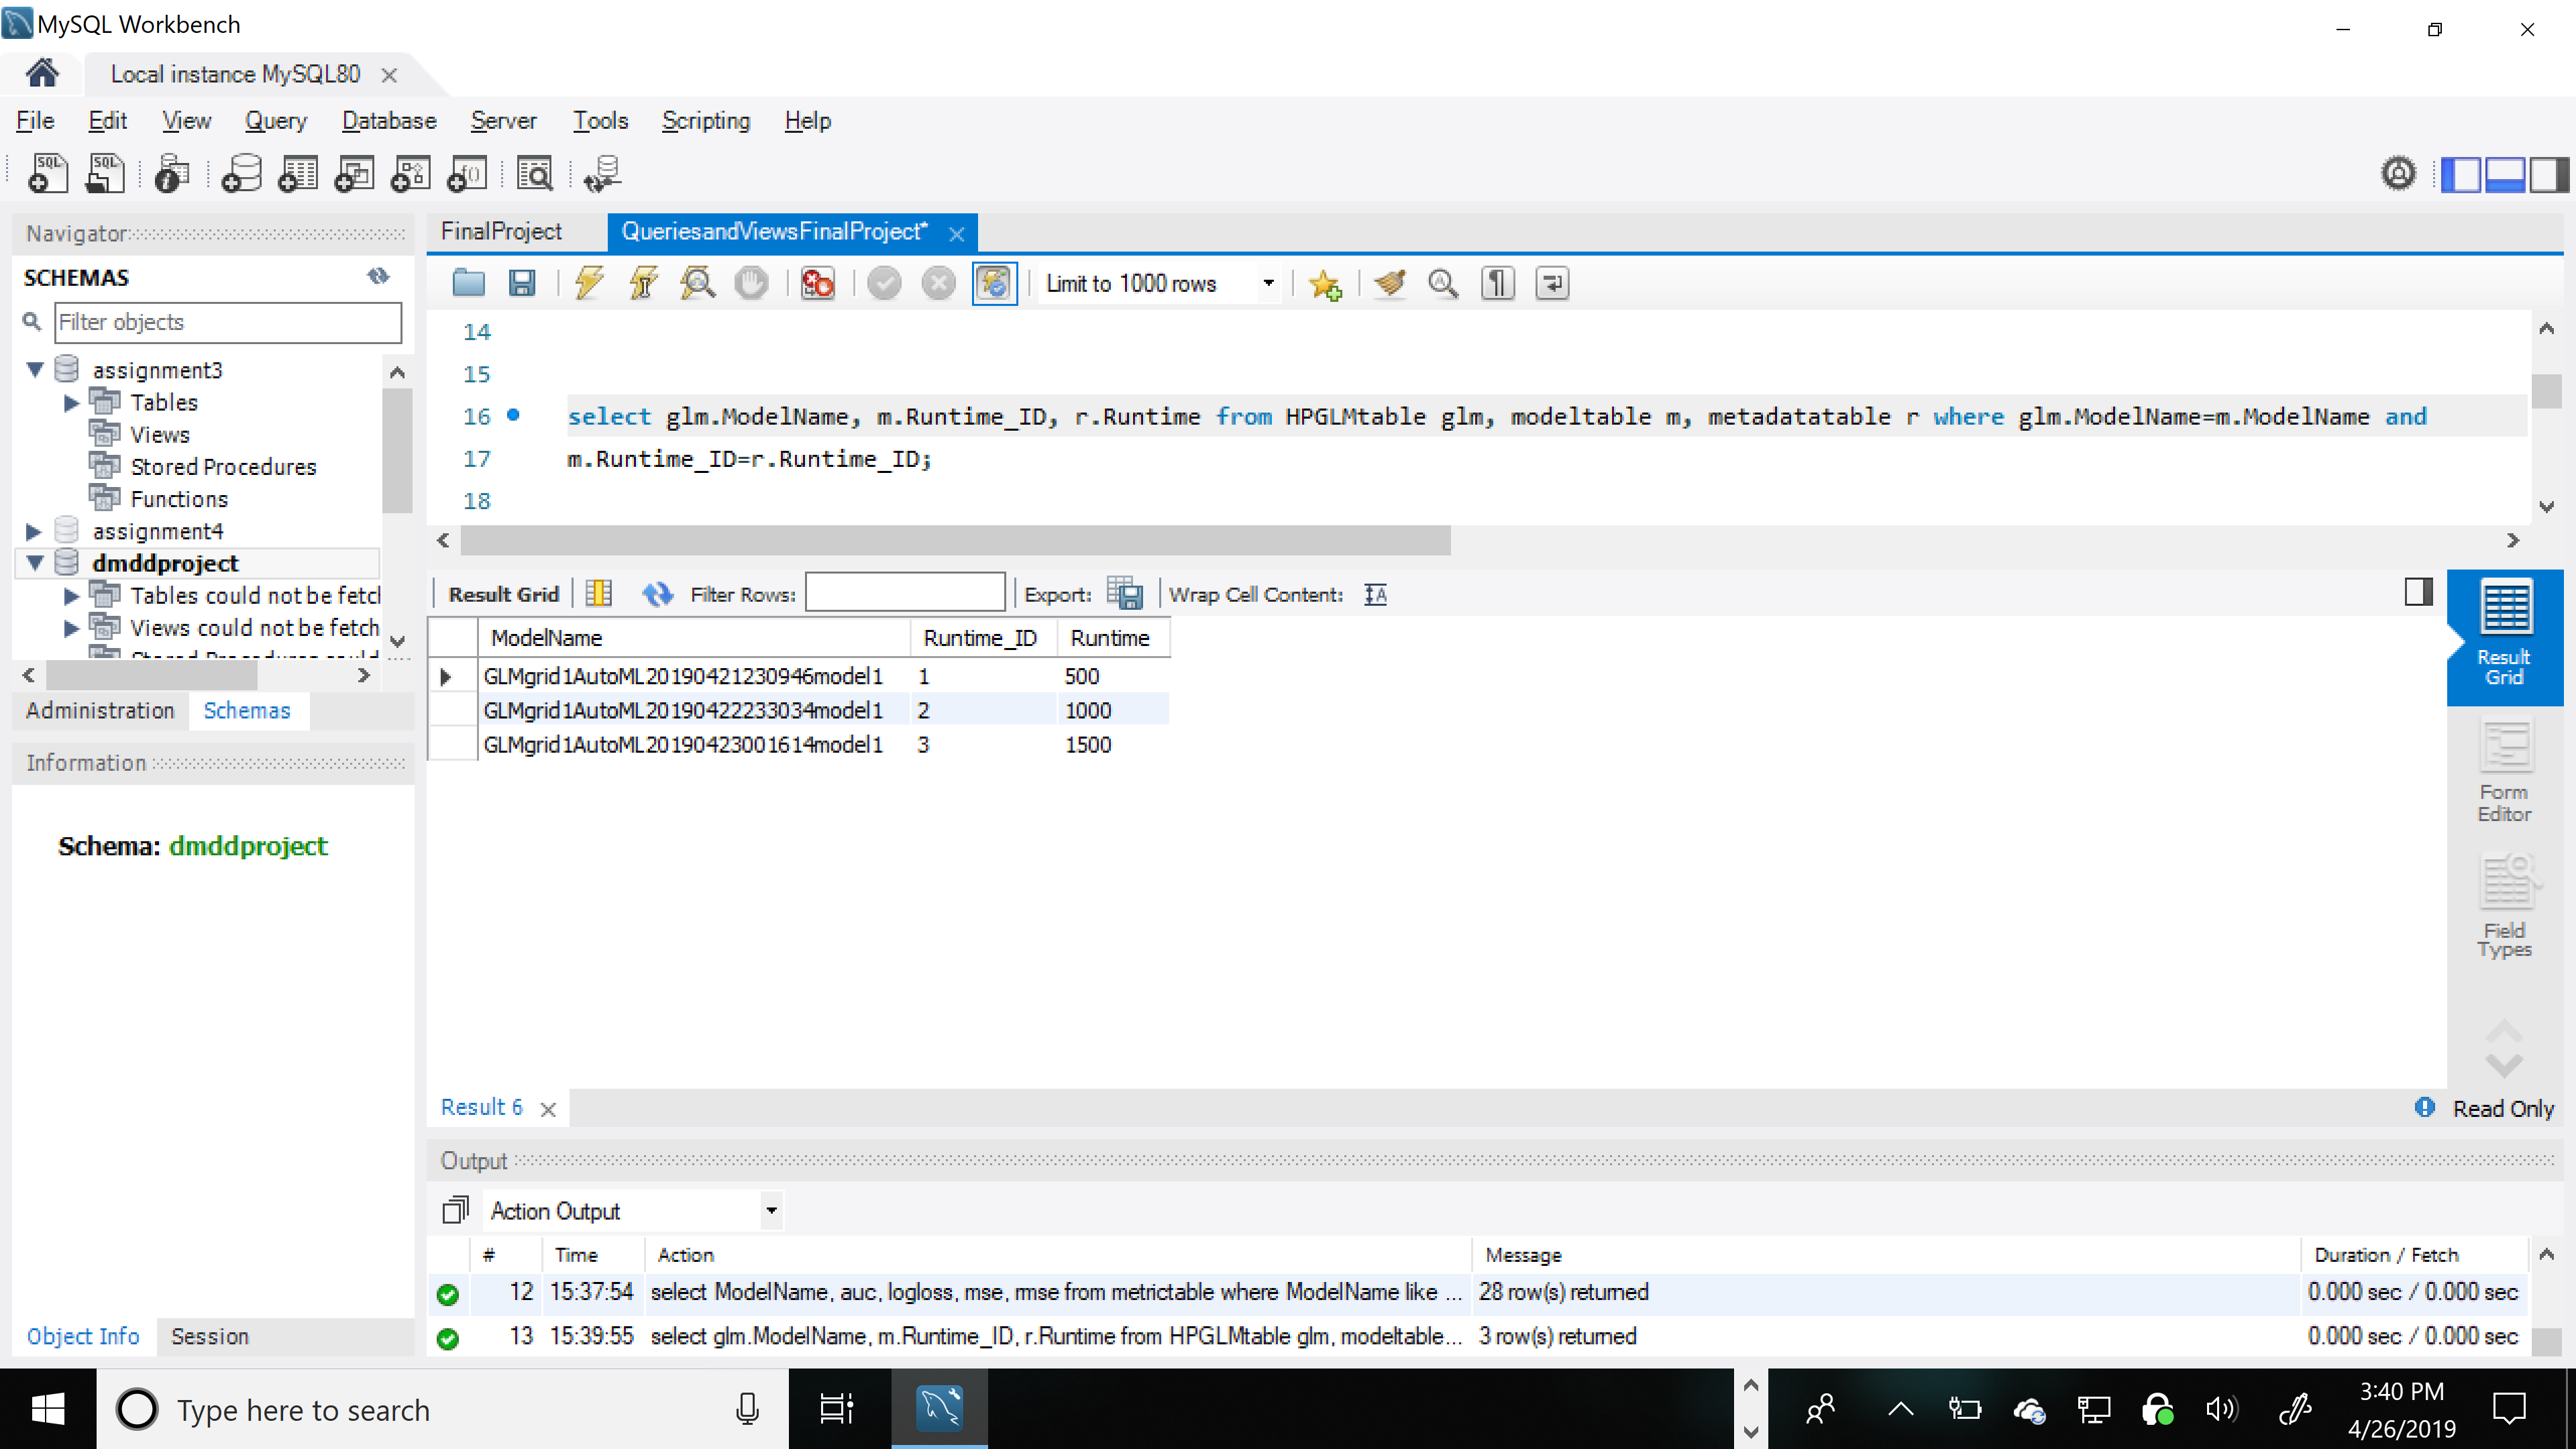 MySQL Workbench
Local instance MySQL80
File Edit View Query Database Server Tools Scripting Help
Navigator
SCHEMAS
Filter objects
assignment3
Tables
Views
Stored Procedures
Functions
assignment4
dmddproject
Tables could not be fetc
Views could not be fetch
Administration Schemas
Information
Schema: dmddproject
Object Info Session
FinalProject QueriesandViewsFinalProject*
Limit to 1000 rows
14
15
16 select glm.ModelName, m.Runtime_ID, r.Runtime from HPGLMtable glm, modeltable m, metadatatable r where glm.ModelName=m.ModelName and
17 m.Runtime_ID=r.Runtime_ID;
18
Result Grid Filter Rows: Export: Wrap Cell Content:
ModelName Runtime_ID Runtime
GLMgrid1AutoML20190421230946model1 1 500
GLMgrid1AutoML20190422233034model1 2 1000
GLMgrid1AutoML20190423001614model1 3 1500
Result
Grid
Form
Editor
Field
Types
Result 6
Read Only
Output
Action Output
# Time Action Message Duration / Fetch
12 15:37:54 select ModelName, auc, logloss, mse, rmse from metrictable where ModelName like ... 28 row(s) returned 0.000 sec / 0.000 sec
13 15:39:55 select glm.ModelName, m.Runtime_ID, r.Runtime from HPGLMtable glm, modeltable... 3 row(s) returned 0.000 sec / 0.000 sec
Type here to search
3:40 PM
4/26/2019